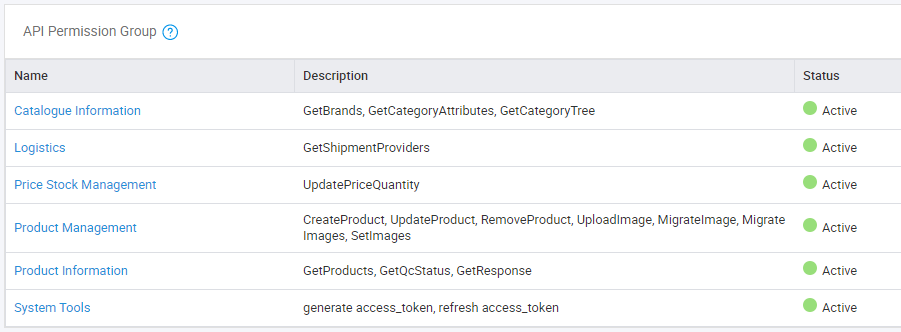 API Permission Group ?
Name Description Status
Catalogue Information GetBrands, GetCategoryAttributes, GetCategoryTree Active
Logistics GetShipmentProviders Active
Price Stock Management UpdatePriceQuantity Active
Product Management CreateProduct, UpdateProduct, RemoveProduct, UploadImage, MigrateImage, Migrate Active
Images, SetImages
Product Information GetProducts, GetQcStatus, GetResponse Active
System Tools generate access_token, refresh access_token Active